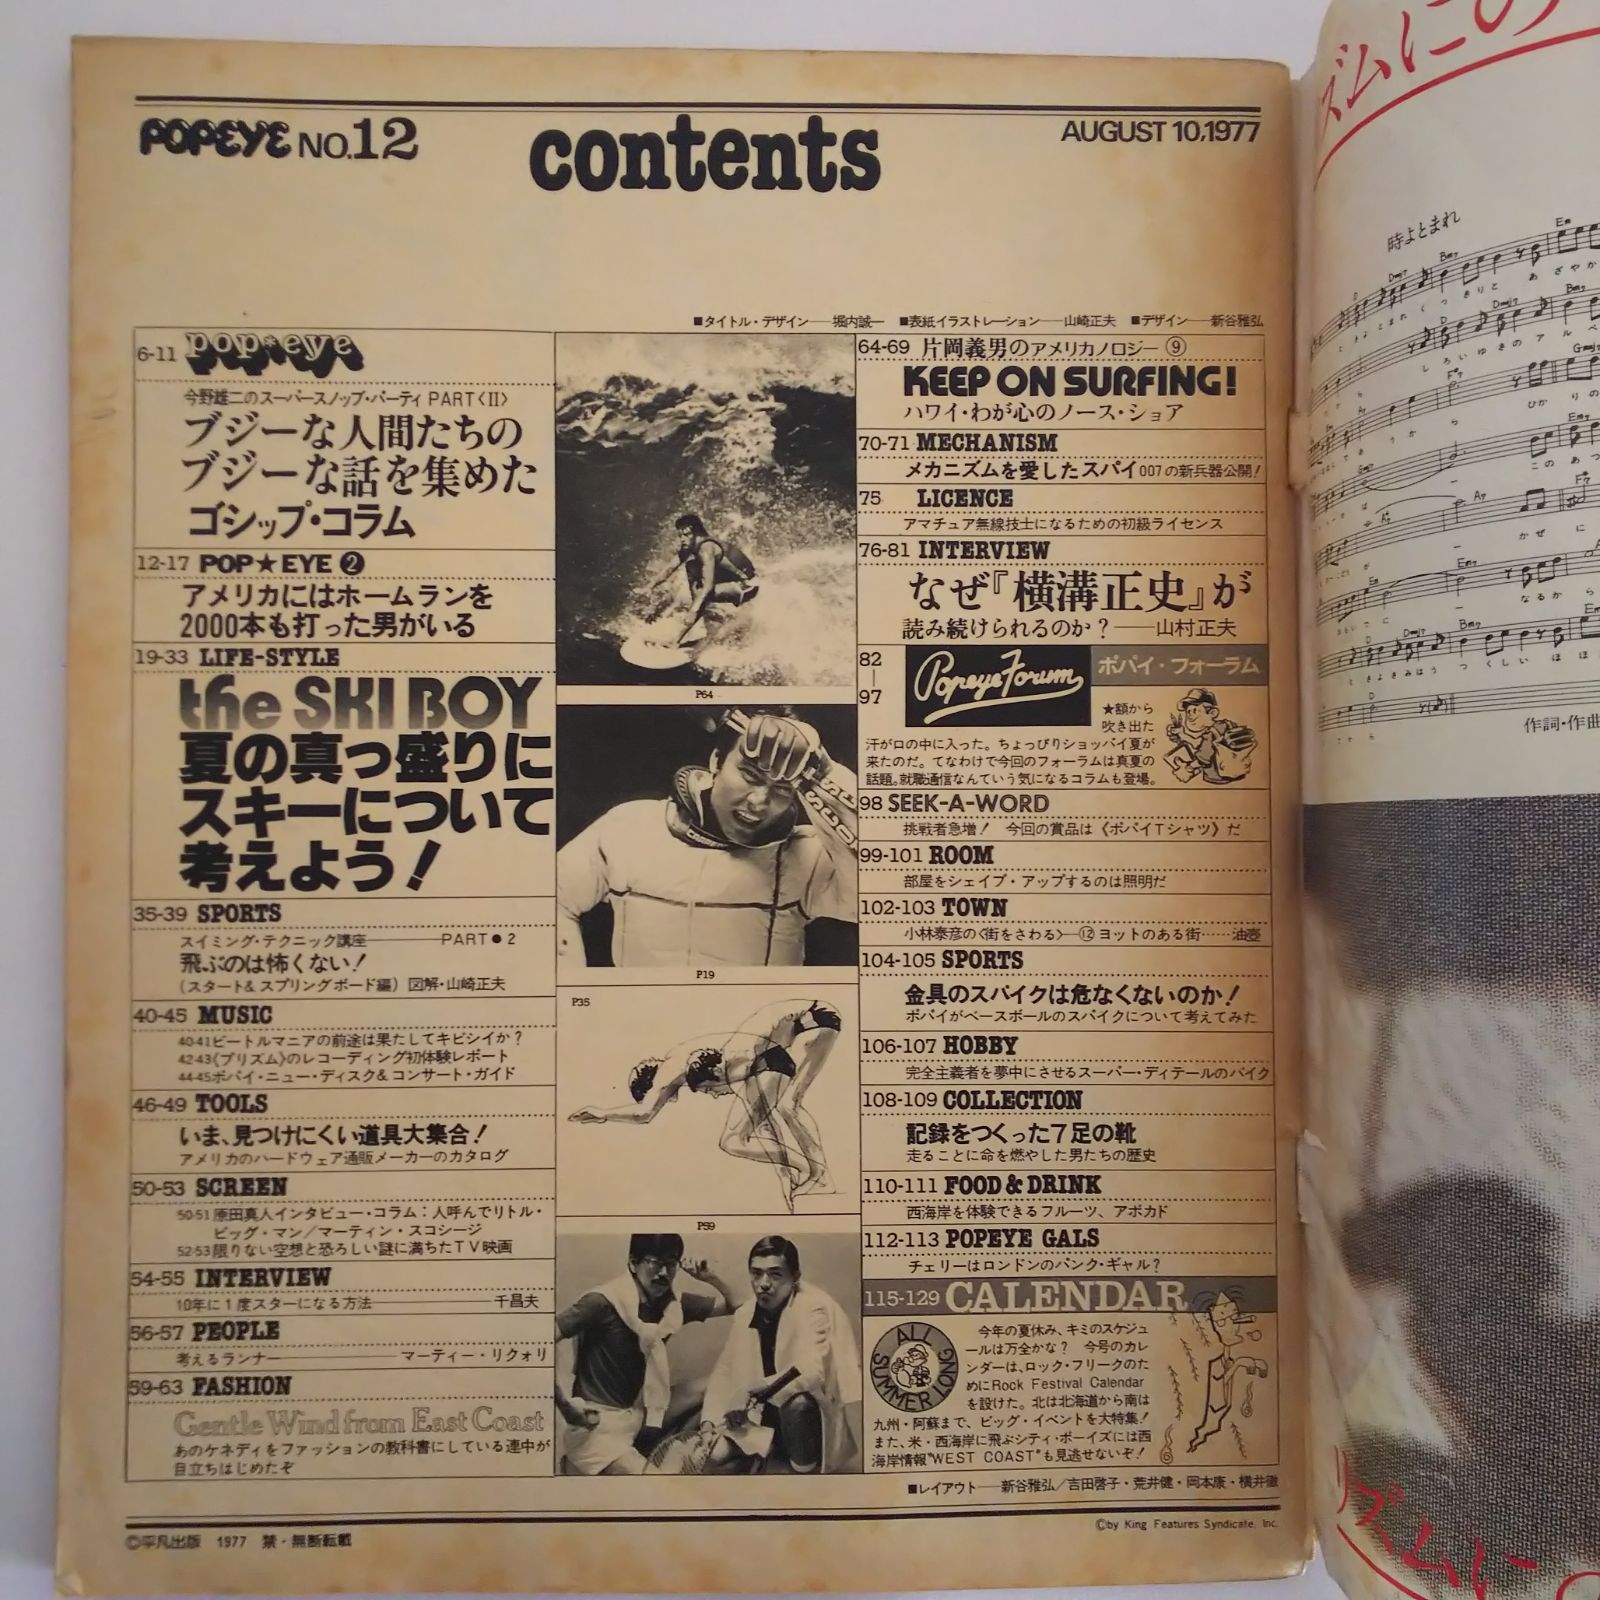 POPEYE NO.12
contents
AUGUST 10,1977
■タイトル・デザイン──堀内誠一 ■表紙イラストレーション──山崎正夫 ■デザイン──新谷雅弘
6-11 pop*eye
今野雄二のスーパースノッブ・パーティ PART〈II〉
ブジーな人間たちの
ブジーな話を集めた
ゴシップ・コラム
12-17 POP★EYE ❷
アメリカにはホームランを
2000本も打った男がいる
19-33 LIFE-STYLE
the SKI BOY
夏の真っ盛りに
スキーについて
考えよう!
35-39 SPORTS
スイミング・テクニック講座────PART●2
飛ぶのは怖くない!
(スタート&スプリングボード編) 図解・山崎正夫
40-45 MUSIC
40-41ビートルマニアの前途は果たしてキビシイか?
42-43《プリズム》のレコーディング初体験レポート
44-45ポパイ・ニュー・ディスク&コンサート・ガイド
46-49 TOOLS
いま、見つけにくい道具大集合!
アメリカのハードウェア通販メーカーのカタログ
50-53 SCREEN
50-51原田真人インタビュー・コラム:人呼んでリトル・
ビッグ・マン/マーティン・スコシージ
52-53限りない空想と恐ろしい謎に満ちたTV映画
54-55 INTERVIEW
10年に1度スターになる方法────千昌夫
56-57 PEOPLE
考えるランナー────マーティー・リクォリ
59-63 FASHION
Gentle Wind from East Coast
あのケネディをファッションの教科書にしている連中が
目立ちはじめたぞ
P64
P19
P35
P59
64-69 片岡義男のアメリカノロジー⑨
KEEP ON SURFING!
ハワイ・わが心のノース・ショア
70-71 MECHANISM
メカニズムを愛したスパイ007の新兵器公開!
75 LICENCE
アマチュア無線技士になるための初級ライセンス
76-81 INTERVIEW
なぜ『横溝正史』が
読み続けられるのか?──山村正夫
82|97 Popeye Forum ポパイ・フォーラム
★額から
吹き出た
汗が口の中に入った。ちょっぴりショッパイ夏が
来たのだ。てなわけで今回のフォーラムは真夏の
話題。就職通信なんていう気になるコラムも登場。
98 SEEK-A-WORD
挑戦者急増! 今回の賞品は《ポパイTシャツ》だ
99-101 ROOM
部屋をシェイプ・アップするのは照明だ
102-103 TOWN
小林泰彦の〈街をさわる〉─⑫ヨットのある街……油壺
104-105 SPORTS
金具のスパイクは危なくないのか!
ポパイがベースボールのスパイクについて考えてみた
106-107 HOBBY
完全主義者を夢中にさせるスーパー・ディテールのバイク
108-109 COLLECTION
記録をつくった7足の靴
走ることに命を燃やした男たちの歴史
110-111 FOOD & DRINK
西海岸を体験できるフルーツ、アボカド
112-113 POPEYE GALS
チェリーはロンドンのパンク・ギャル?
115-129 CALENDAR
ALL SUMMER LONG
今年の夏休み、キミのスケジュ
ールは万全かな? 今号のカレ
ンダーは、ロック・フリークのた
めにRock Festival Calendar
を設けた。北は北海道から南は
九州・阿蘇まで、ビッグ・イベントを大特集!
また、米・西海岸に飛ぶシティ・ボーイズには西
海岸情報"WEST COAST"も見逃せないぞ!
■レイアウト──新谷雅弘/吉田啓子・荒井健・岡本康・横井徹
©by King Features Syndicate, Inc.
©平凡出版 1977 禁・無断転載
ズムにの
時よとまれ
作詞・作曲
リズムに